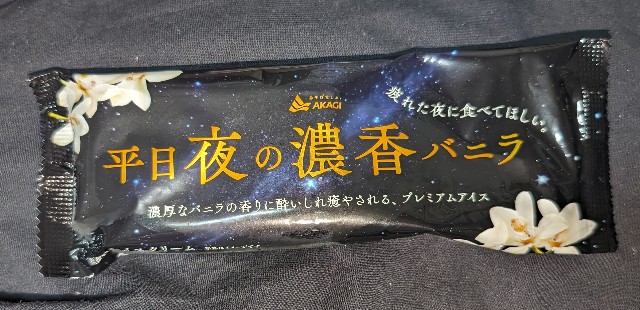 AKAGI
疲れた夜に食べてほしい。
平日夜の濃香バニラ
濃厚なバニラの香りに酔いしれ癒やされる、プレミアムアイス